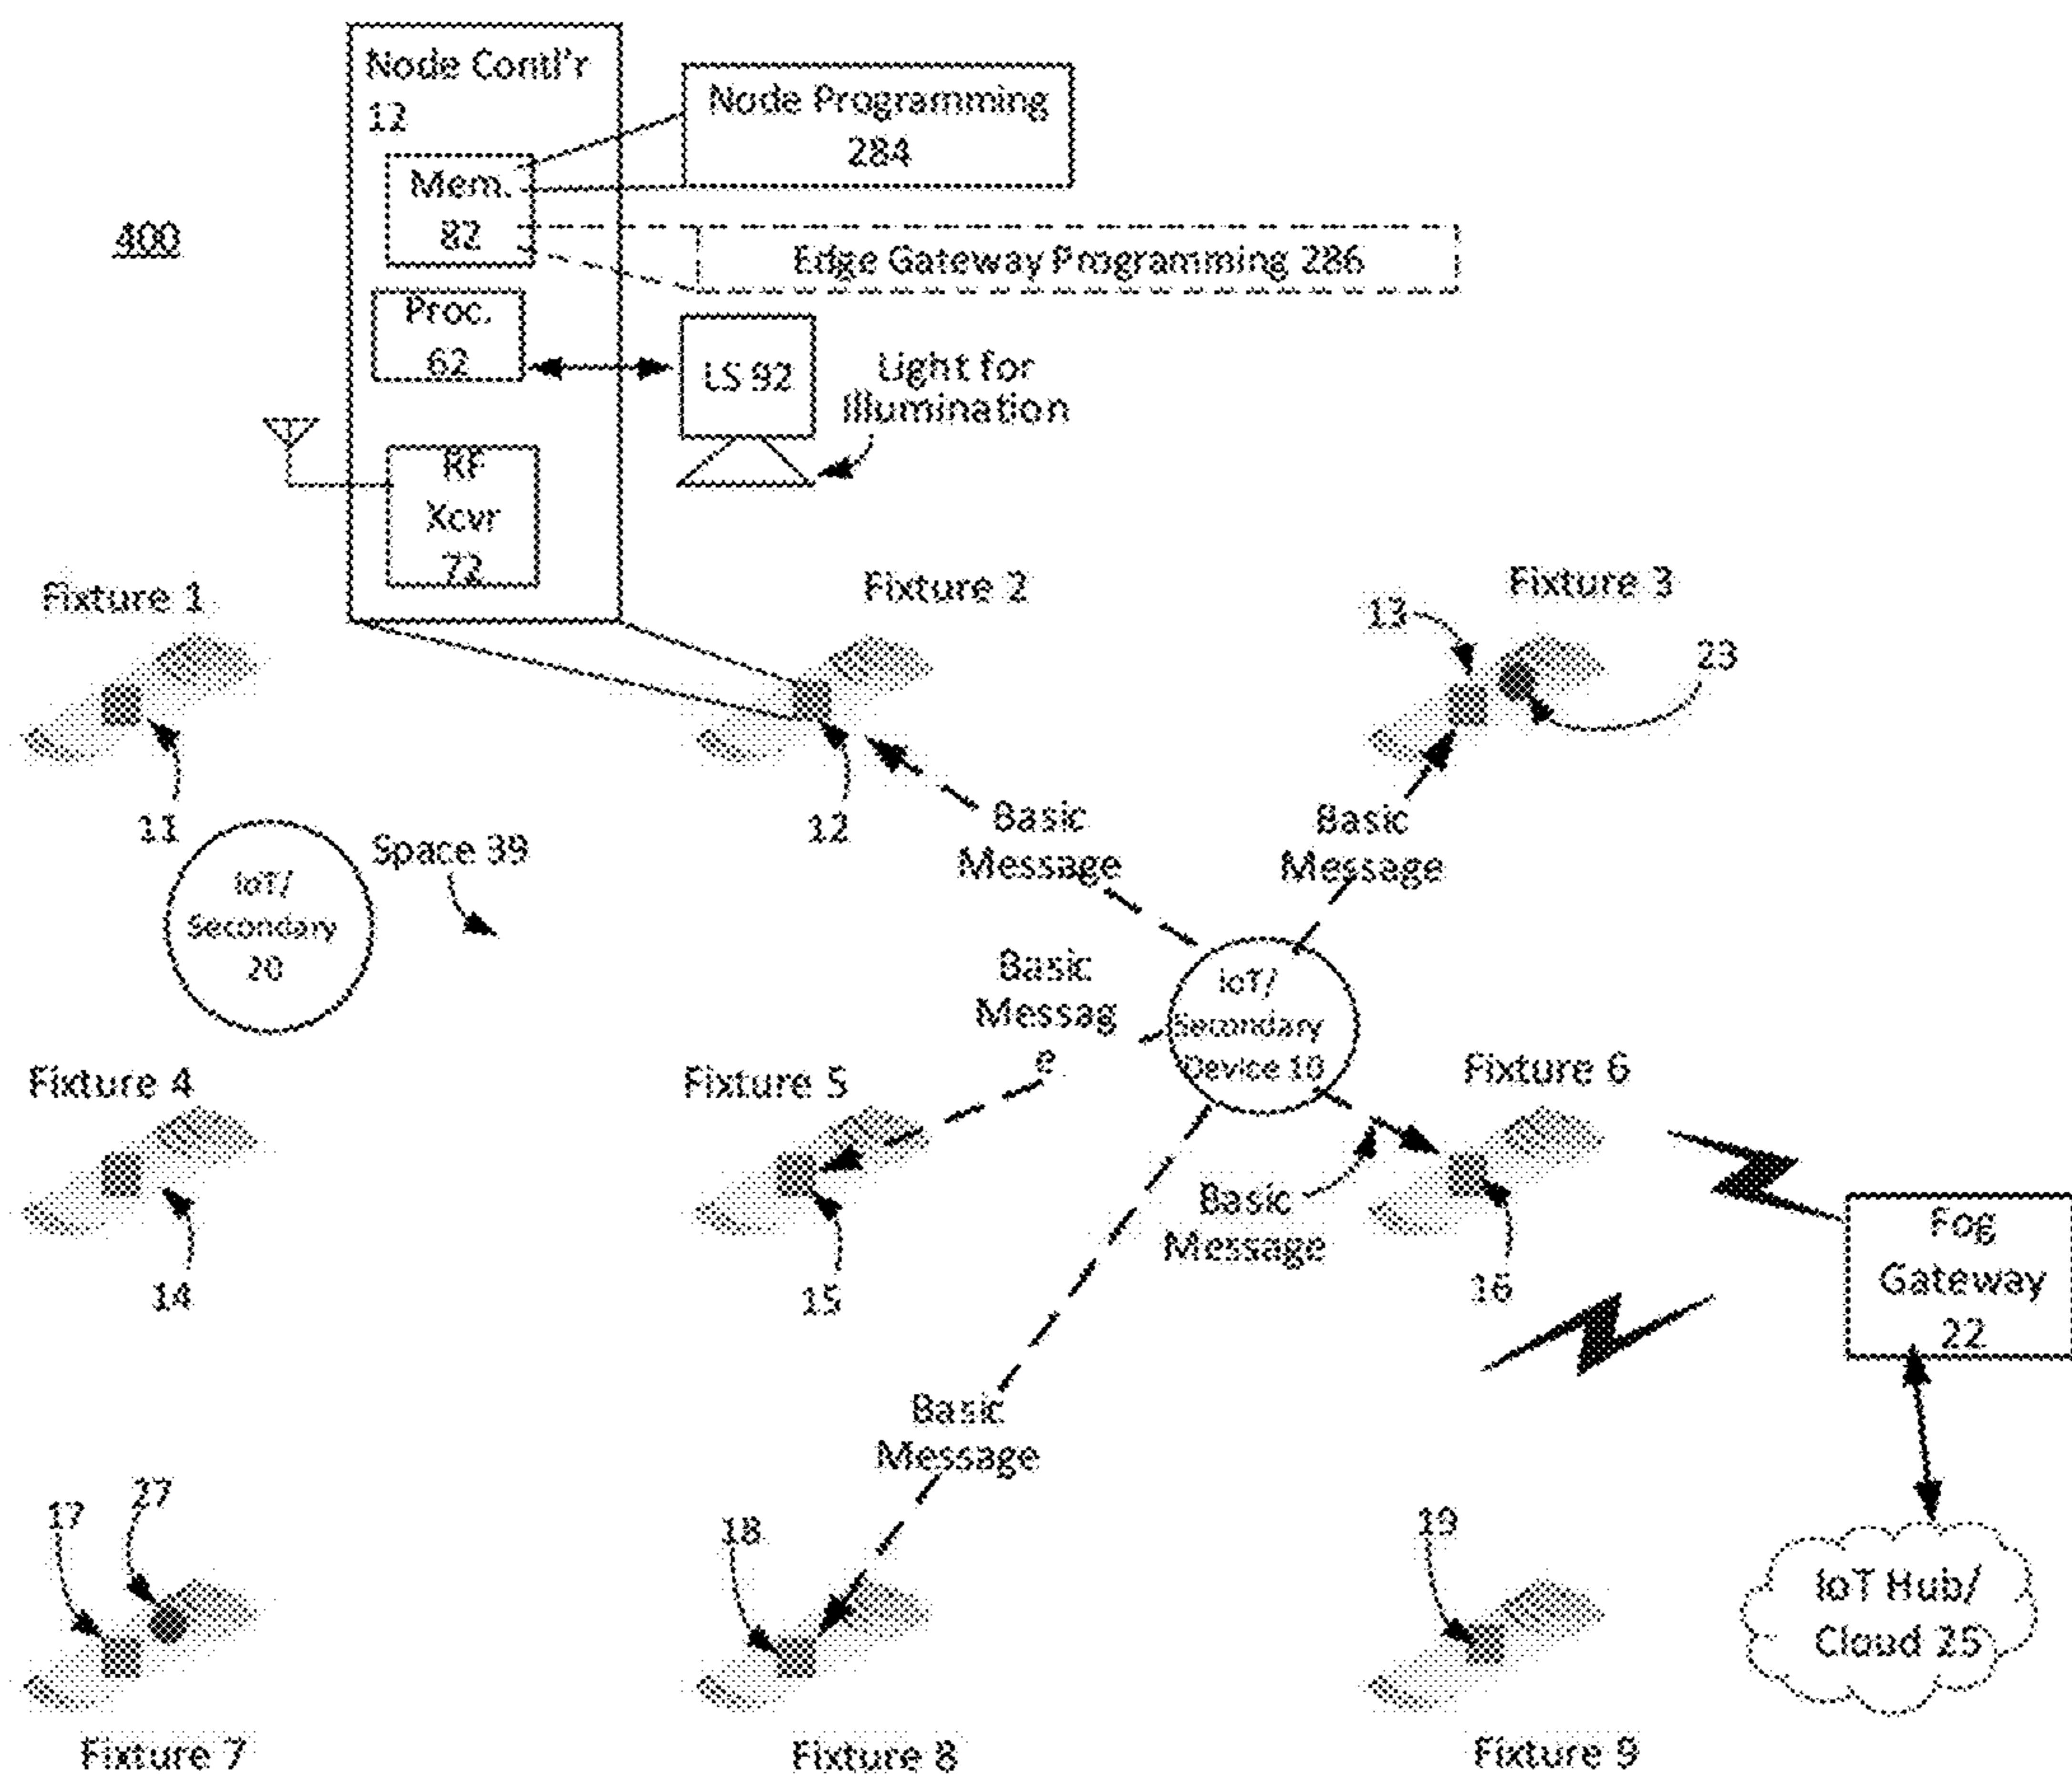 Node Contl'r
12
Node Programming
284
Mem.
82
400
Edge Gateway Programming 286
Proc.
62
LS 92
Light for
Illumination
RF
Xcvr
72
Fixture 1
Fixture 2
Fixture 3
13
23
11
12
Basic
Message
Basic
Message
Space 39
IoT/
Secondary
20
Basic
Messag
e
IoT/
Secondary
Device 10
Fixture 4
Fixture 5
Fixture 6
Basic
Message
14
15
16
Fog
Gateway
22
Basic
Message
17
27
18
19
IoT Hub/
Cloud 25
Fixture 7
Fixture 8
Fixture 9